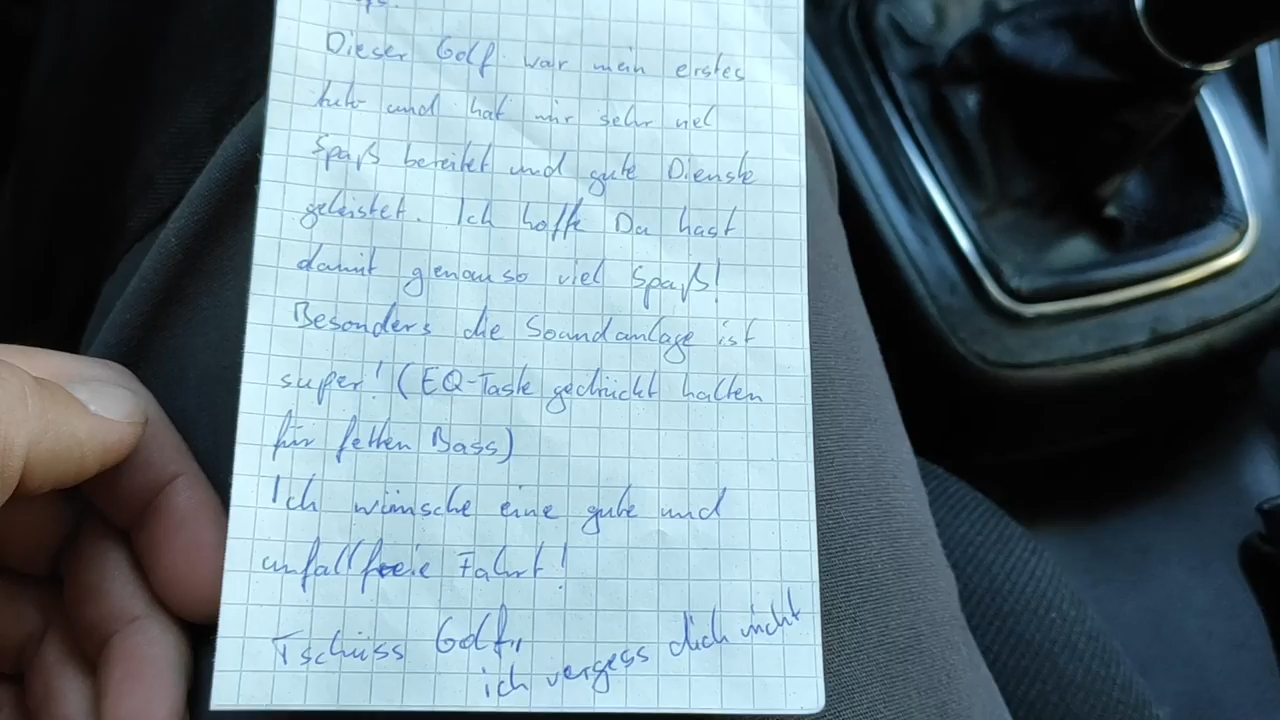 Dieser Golf war mein erstes
Auto und hat mir sehr viel
Spaß bereitet und gute Dienste
geleistet. Ich hoffe Du hast
damit genauso viel Spaß!
Besonders die Soundanlage ist
super! (EQ-Taste gedrückt halten
für fetten Bass)
Ich wünsche eine gute und
unfallfreie Fahrt!
Tschüss Golf,
ich vergess dich nicht